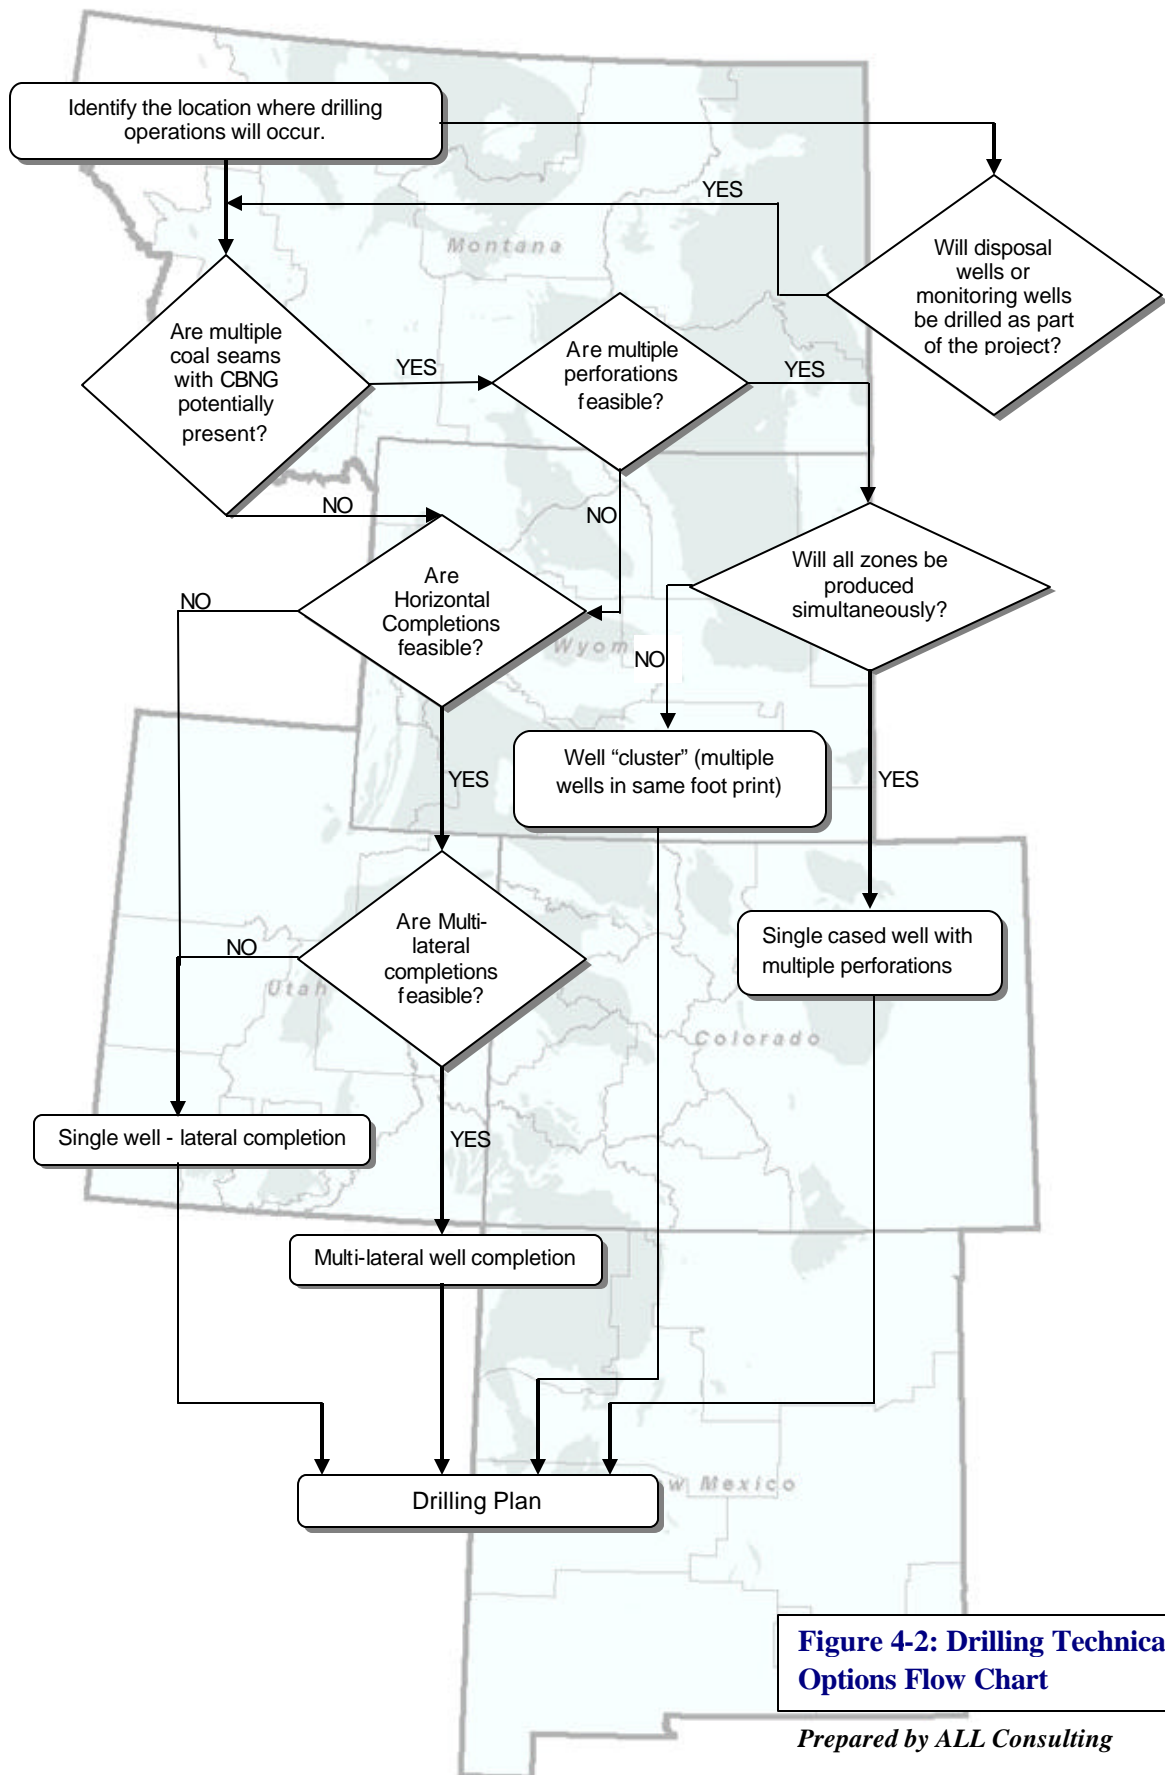 Identify the location where drilling
operations will occur.
YES
Montana
Will disposal
wells or
monitoring wells
be drilled as part
of the project?
Are multiple
coal seams
with CBNG
potentially
present?
YES
Are multiple
perforations
feasible?
YES
NO
NO
Will all zones be
produced
simultaneously?
Are
Horizontal
Completions
feasible?
NO
Wyom
NO
Well “cluster” (multiple
wells in same foot print)
YES
YES
Are Multi-
lateral
completions
feasible?
NO
Utah
Single cased well with
multiple perforations
Colorado
Single well - lateral completion
YES
Multi-lateral well completion
Drilling Plan
w Mexico
Figure 4-2: Drilling Technica
Options Flow Chart
Prepared by ALL Consulting